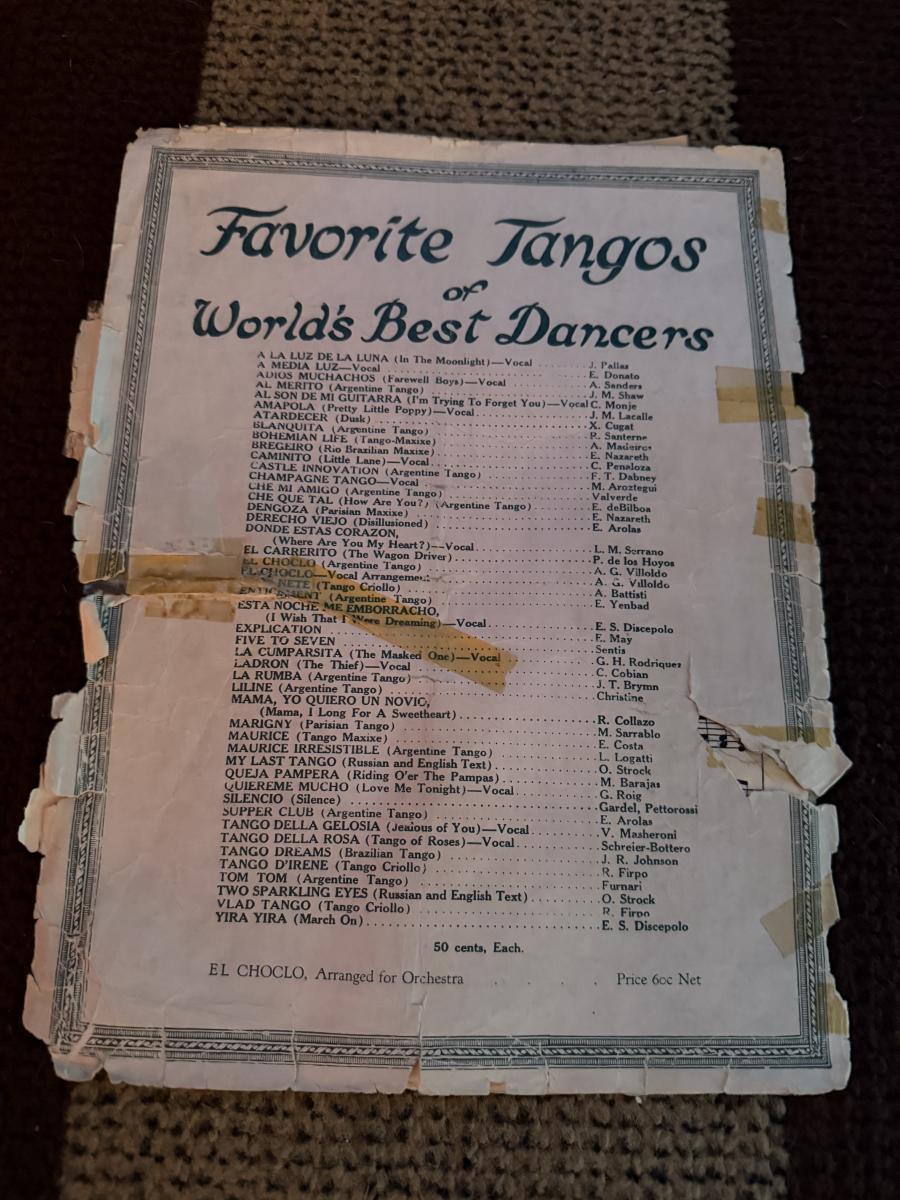 Favorite Tangos
of
World's Best Dancers
A LA LUZ DE LA LUNA (In The Moonlight)—Vocal . . . . . . J. Pallas
A MEDIA LUZ—Vocal . . . . . . E. Donato
ADIOS MUCHACHOS (Farewell Boys)—Vocal . . . . . . A. Sanders
AL MERITO (Argentine Tango) . . . . . . J. M. Shaw
AL SON DE MI GUITARRA (I'm Trying To Forget You)—Vocal C. Monje
AMAPOLA (Pretty Little Poppy)—Vocal . . . . . . J. M. Lacalle
ATARDECER (Dusk) . . . . . . X. Cugat
BLANQUITA (Argentine Tango) . . . . . . R. Santerne
BOHEMIAN LIFE (Tango-Maxixe) . . . . . . A. Madeiros
BREGEIRO (Rio Brazilian Maxixe) . . . . . . E. Nazareth
CAMINITO (Little Lane)—Vocal . . . . . . C. Penaloza
CASTLE INNOVATION (Argentine Tango) . . . . . . F. T. Dabney
CHAMPAGNE TANGO—Vocal . . . . . . M. Aroztegui
CHE MI AMIGO (Argentine Tango) . . . . . . Valverde
CHE QUE TAL (How Are You?) (Argentine Tango) . . . . . . E. deBilboa
DENGOZA (Parisian Maxixe) . . . . . . E. Nazareth
DERECHO VIEJO (Disillusioned) . . . . . . E. Arolas
DONDE ESTAS CORAZON,
(Where Are You My Heart?)—Vocal . . . . . . L. M. Serrano
EL CARRERITO (The Wagon Driver) . . . . . . P. de los Hoyos
EL CHOCLO (Argentine Tango) . . . . . . A. G. Villoldo
EL CHOCLO—Vocal Arrangement . . . . . . A. G. Villoldo
NETE (Tango Criollo) . . . . . . A. Battisti
ENTICEMENT (Argentine Tango) . . . . . . E. Yenbad
ESTA NOCHE ME EMBORRACHO,
(I Wish That I Were Dreaming)—Vocal . . . . . . E. S. Discepolo
EXPLICATION . . . . . . E. May
FIVE TO SEVEN . . . . . . Sentis
LA CUMPARSITA (The Masked One)—Vocal . . . . . . G. H. Rodriquez
LADRON (The Thief)—Vocal . . . . . . C. Cobian
LA RUMBA (Argentine Tango) . . . . . . J. T. Brymn
LILINE (Argentine Tango) . . . . . . Christine
MAMA, YO QUIERO UN NOVIO,
(Mama, I Long For A Sweetheart) . . . . . . R. Collazo
MARIGNY (Parisian Tango) . . . . . . M. Sarrablo
MAURICE (Tango Maxixe) . . . . . . E. Costa
MAURICE IRRESISTIBLE (Argentine Tango) . . . . . . L. Logatti
MY LAST TANGO (Russian and English Text) . . . . . . O. Strock
QUEJA PAMPERA (Riding O'er The Pampas) . . . . . . M. Barajas
QUIEREME MUCHO (Love Me Tonight)—Vocal . . . . . . G. Roig
SILENCIO (Silence) . . . . . . Gardel, Pettorossi
SUPPER CLUB (Argentine Tango) . . . . . . E. Arolas
TANGO DELLA GELOSIA (Jealous of You)—Vocal . . . . . . V. Masheroni
TANGO DELLA ROSA (Tango of Roses)—Vocal . . . . . . Schreier-Bottero
TANGO DREAMS (Brazilian Tango) . . . . . . J. R. Johnson
TANGO D'IRENE (Tango Criollo) . . . . . . R. Firpo
TOM TOM (Argentine Tango) . . . . . . Furnari
TWO SPARKLING EYES (Russian and English Text) . . . . . . O. Strock
VLAD TANGO (Tango Criollo) . . . . . . R. Firpo
YIRA YIRA (March On) . . . . . . E. S. Discepolo
50 cents, Each.
EL CHOCLO, Arranged for Orchestra . . . . Price 60c Net